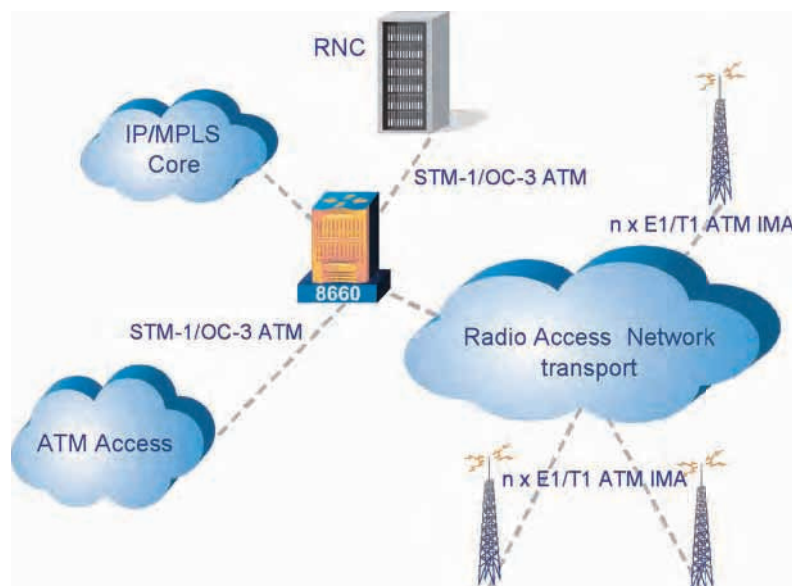 RNC
IP/MPLS
Core
STM-1/OC-3 ATM
n x E1/T1 ATM IMA
8660
STM-1/OC-3 ATM
Radio Access Network
transport
ATM Access
n x E1/T1 ATM IMA